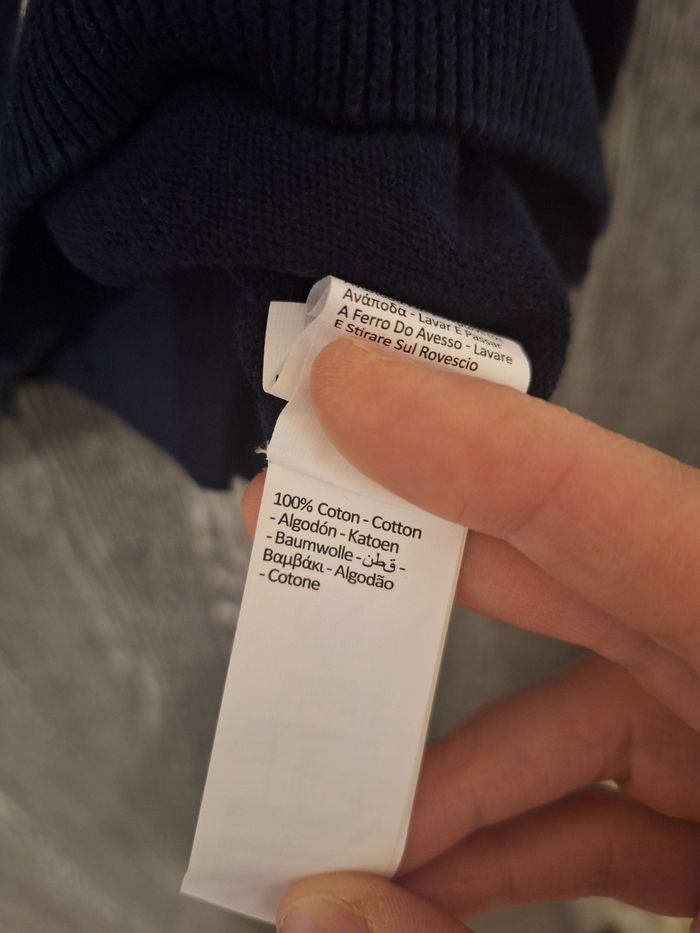 Ανάποδα - Lavar E Passar
A Ferro Do Avesso - Lavare
E Stirare Sul Rovescio
100% Coton - Cotton
- Algodón - Katoen
- Baumwolle - قطن -
Βαμβάκι - Algodão
- Cotone